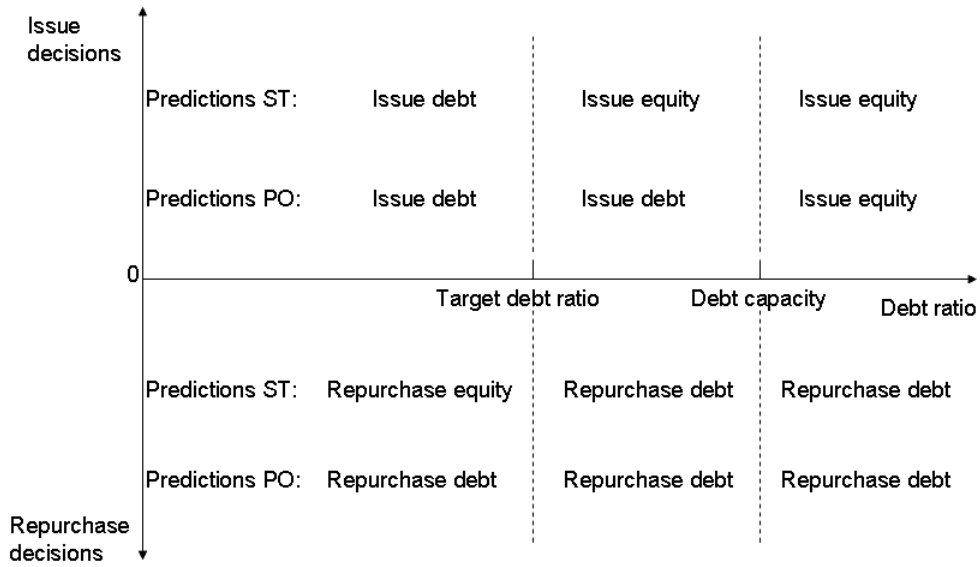 Issue
decisions
Predictions ST: Issue debt Issue equity Issue equity
Predictions PO: Issue debt Issue debt Issue equity
0
Target debt ratio Debt capacity Debt ratio
Predictions ST: Repurchase equity Repurchase debt Repurchase debt
Predictions PO: Repurchase debt Repurchase debt Repurchase debt
Repurchase
decisions